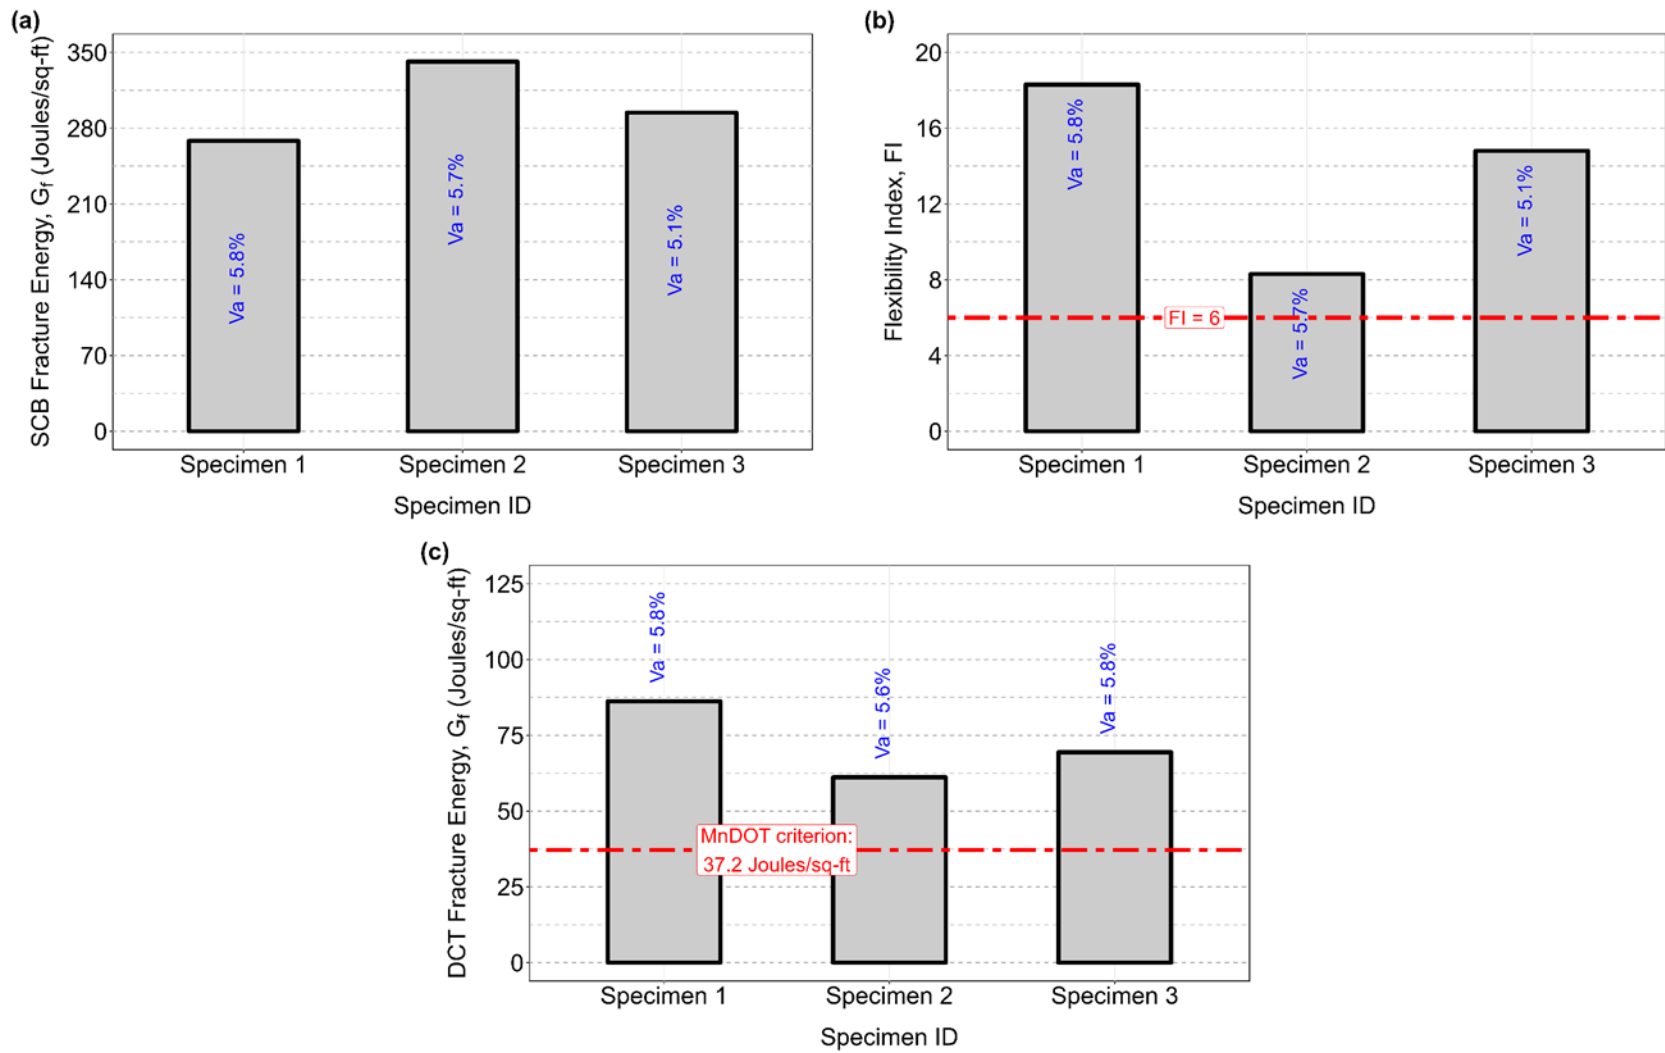 (a)
SCB Fracture Energy, Gf (Joules/sq-ft)
350
280
210
140
70
0
Va = 5.8%
Va = 5.7%
Va = 5.1%
Specimen 1
Specimen 2
Specimen 3
Specimen ID
(b)
Flexibility Index, FI
20
16
12
8
4
0
Va = 5.8%
Va = 5.7%
Va = 5.1%
FI = 6
Specimen 1
Specimen 2
Specimen 3
Specimen ID
(c)
DCT Fracture Energy, Gf (Joules/sq-ft)
125
100
75
50
25
0
Va = 5.8%
Va = 5.6%
Va = 5.8%
MnDOT criterion:
37.2 Joules/sq-ft
Specimen 1
Specimen 2
Specimen 3
Specimen ID